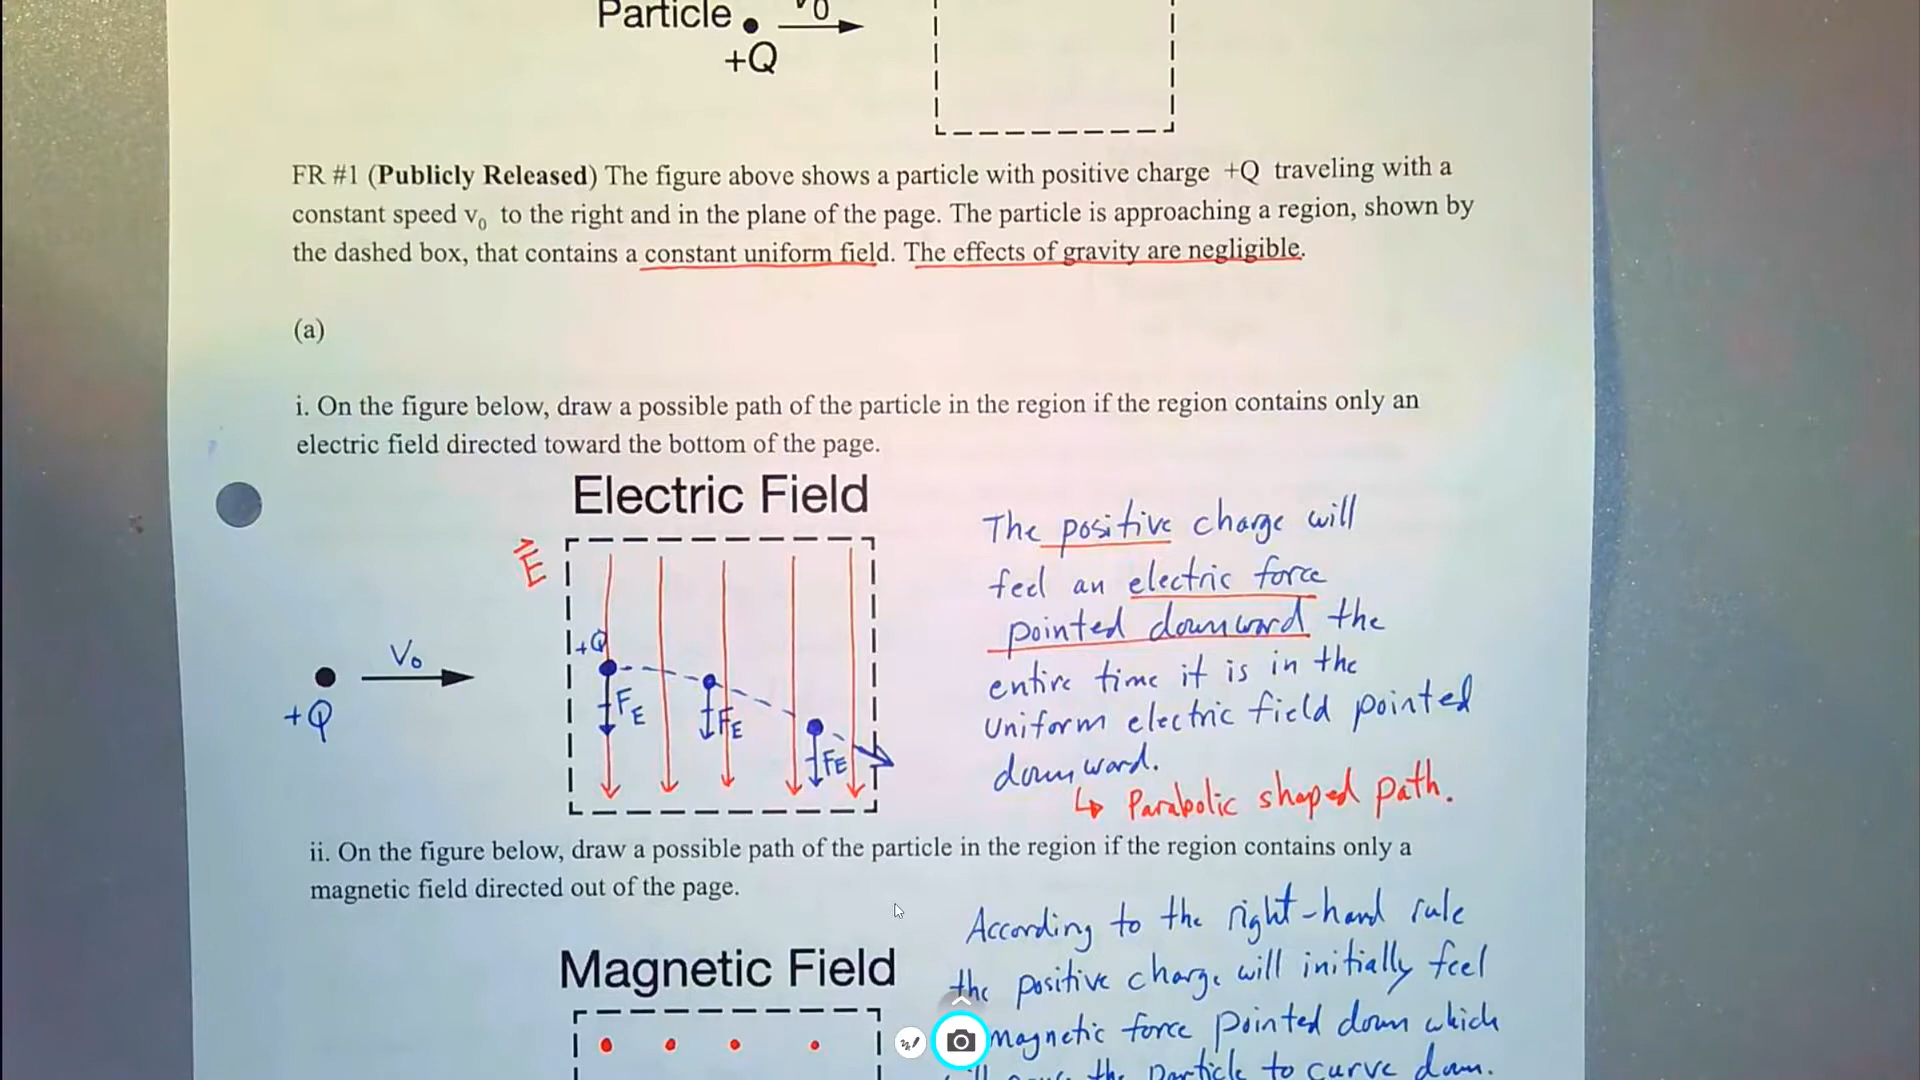 Particle
V0
+Q
FR #1 (Publicly Released) The figure above shows a particle with positive charge +Q traveling with a
constant speed v₀ to the right and in the plane of the page. The particle is approaching a region, shown by
the dashed box, that contains a constant uniform field. The effects of gravity are negligible.
(a)
i. On the figure below, draw a possible path of the particle in the region if the region contains only an
electric field directed toward the bottom of the page.
Electric Field
E
+Q
V₀
+Q
FE
FE
FE
The positive charge will
feel an electric force
pointed downward the
entire time it is in the
Uniform electric field pointed
downward.
↳ Parabolic shaped path.
ii. On the figure below, draw a possible path of the particle in the region if the region contains only a
magnetic field directed out of the page.
Magnetic Field
According to the right-hand rule
the positive charge will initially feel
magnetic force pointed down which
the particle to curve down.